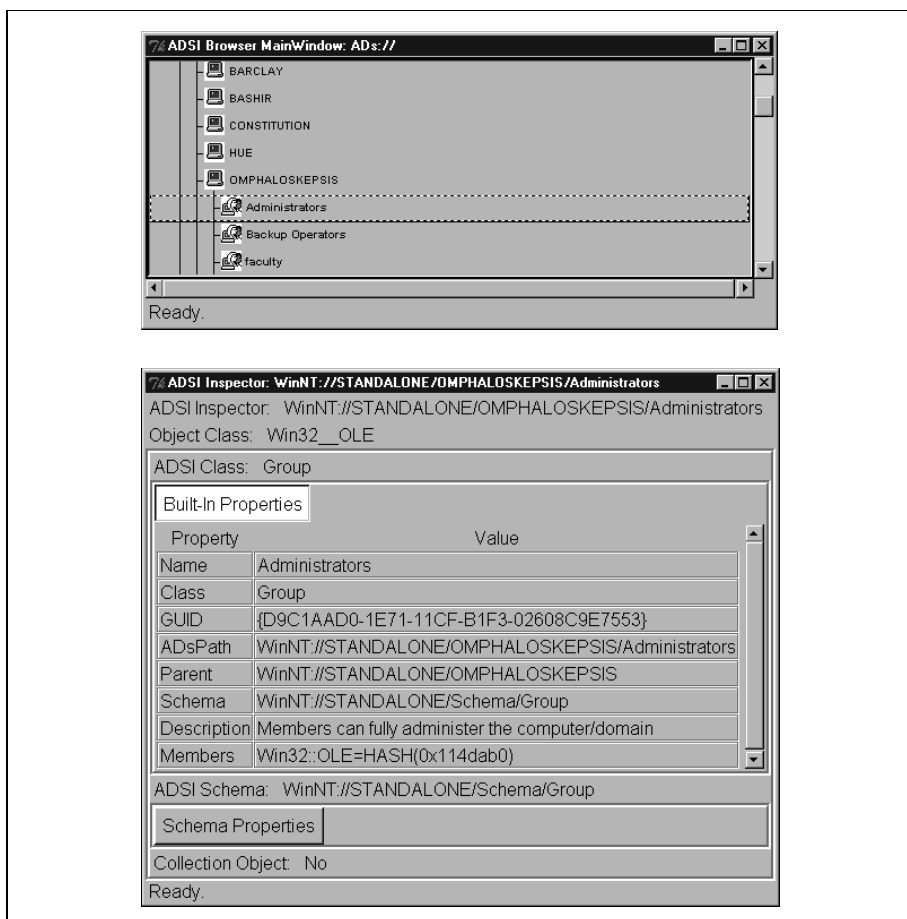 ADSI Browser MainWindow: ADs://
BARCLAY
BASHIR
CONSTITUTION
HUE
OMPHALOSKEPSIS
Administrators
Backup Operators
faculty
Ready.
ADSI Inspector: WinNT://STANDALONE/OMPHALOSKEPSIS/Administrators
ADSI Inspector: WinNT://STANDALONE/OMPHALOSKEPSIS/Administrators
Object Class: Win32__OLE
ADSI Class: Group
Built-In Properties
Property Value
Name Administrators
Class Group
GUID {D9C1AAD0-1E71-11CF-B1F3-02608C9E7553}
ADsPath WinNT://STANDALONE/OMPHALOSKEPSIS/Administrators
Parent WinNT://STANDALONE/OMPHALOSKEPSIS
Schema WinNT://STANDALONE/Schema/Group
Description Members can fully administer the computer/domain
Members Win32::OLE=HASH(0x114dab0)
ADSI Schema: WinNT://STANDALONE/Schema/Group
Schema Properties
Collection Object: No
Ready.